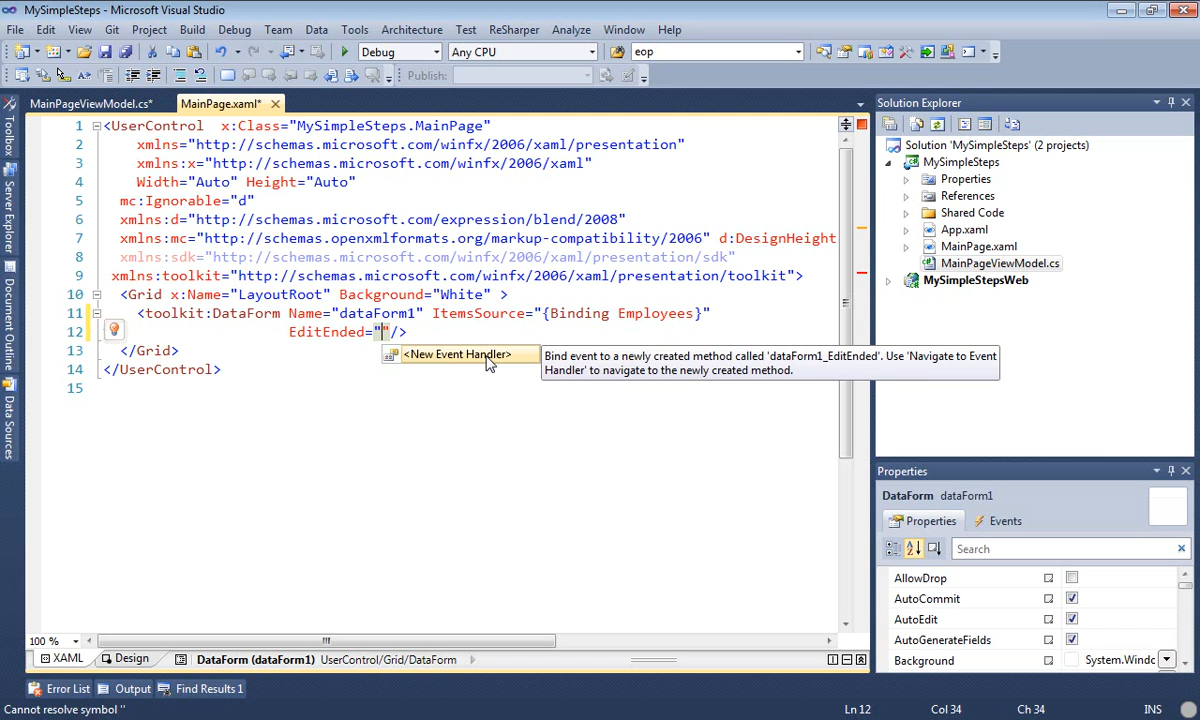 MySimpleSteps - Microsoft Visual Studio
File Edit View Git Project Build Debug Team Data Tools Architecture Test ReSharper Analyze Window Help
Debug Any CPU eop
Publish:
MainPageViewModel.cs* MainPage.xaml*
1 <UserControl x:Class="MySimpleSteps.MainPage"
2 xmlns="http://schemas.microsoft.com/winfx/2006/xaml/presentation"
3 xmlns:x="http://schemas.microsoft.com/winfx/2006/xaml"
4 Width="Auto" Height="Auto"
5 mc:Ignorable="d"
6 xmlns:d="http://schemas.microsoft.com/expression/blend/2008"
7 xmlns:mc="http://schemas.openxmlformats.org/markup-compatibility/2006" d:DesignHeight
8 xmlns:sdk="http://schemas.microsoft.com/winfx/2006/xaml/presentation/sdk"
9 xmlns:toolkit="http://schemas.microsoft.com/winfx/2006/xaml/presentation/toolkit">
10 <Grid x:Name="LayoutRoot" Background="White" >
11 <toolkit:DataForm Name="dataForm1" ItemsSource="{Binding Employees}"
12 EditEnded=""/>
13 </Grid>
14 </UserControl>
15
<New Event Handler>
Bind event to a newly created method called 'dataForm1_EditEnded'. Use 'Navigate to Event
Handler' to navigate to the newly created method.
100 %
XAML Design DataForm (dataForm1) UserControl/Grid/DataForm
Toolbox
Server Explorer
Document Outline
Data Sources
Solution Explorer
Solution 'MySimpleSteps' (2 projects)
MySimpleSteps
Properties
References
Shared Code
App.xaml
MainPage.xaml
MainPageViewModel.cs
MySimpleStepsWeb
Properties
DataForm dataForm1
Properties Events
Search
AllowDrop
AutoCommit
AutoEdit
AutoGenerateFields
Background System.Windo
Error List Output Find Results 1
Cannot resolve symbol ''
Ln 12 Col 34 Ch 34 INS